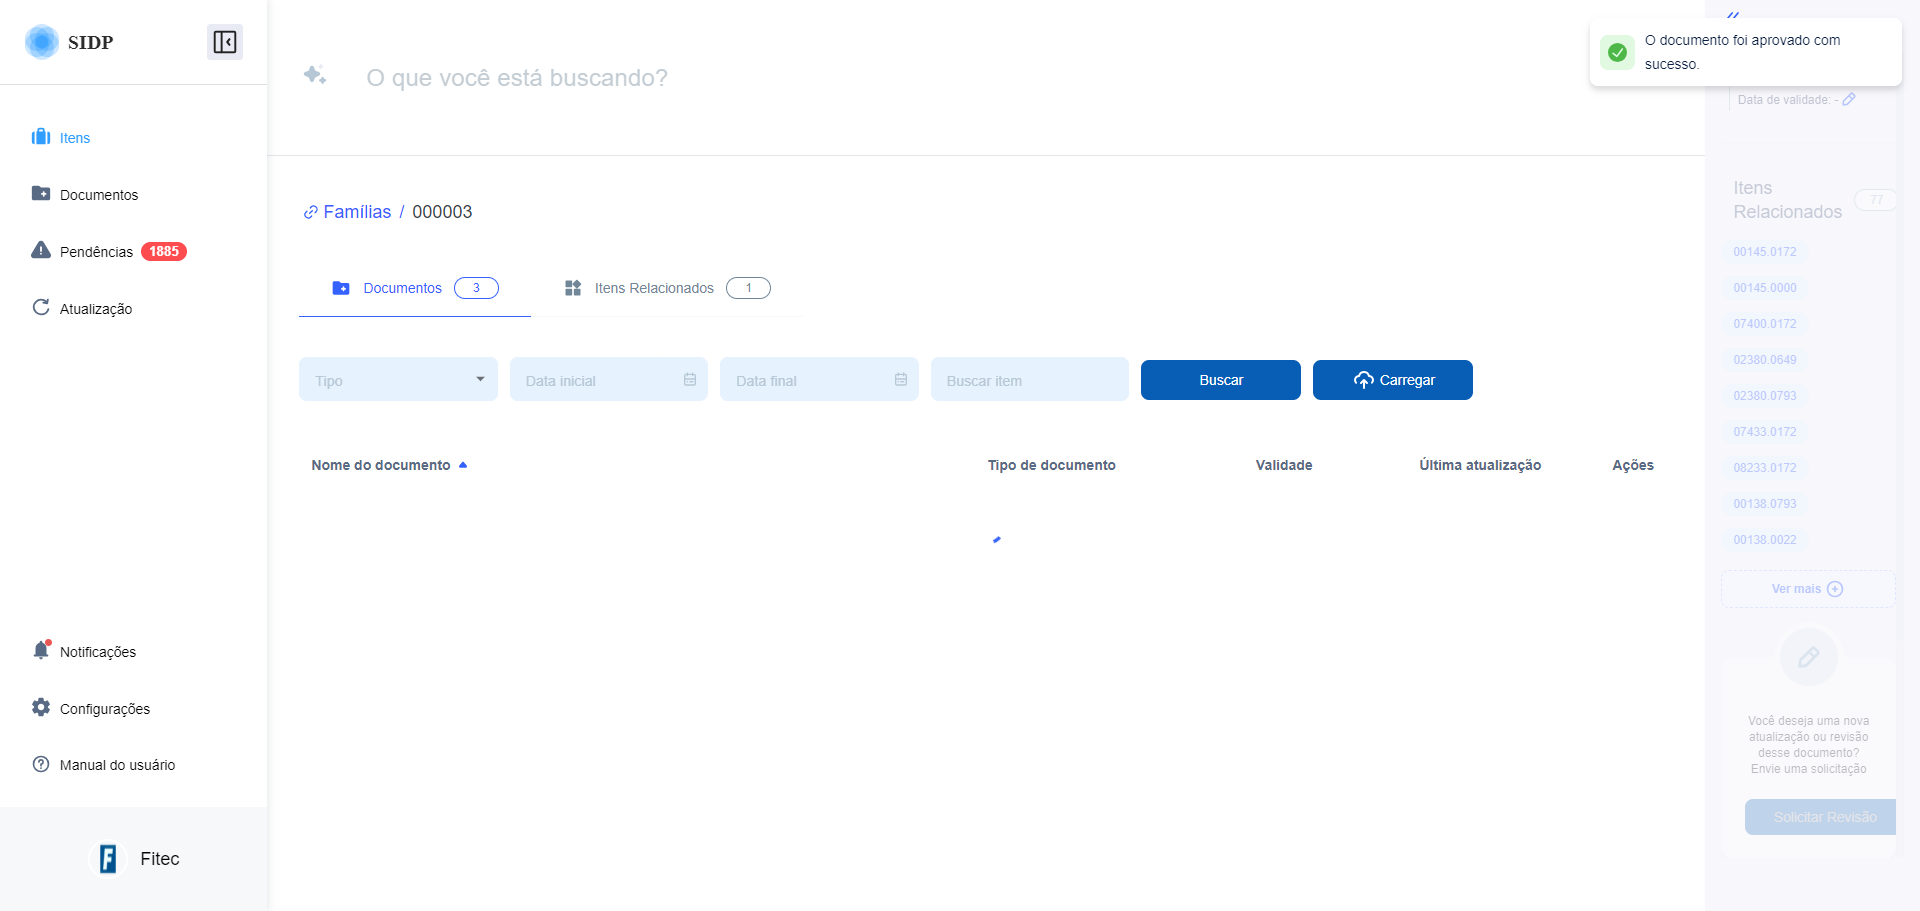 SIDP
Itens
Documentos
Pendências 1885
Atualização
Notificações
Configurações
Manual do usuário
Fitec
O que você está buscando?
Famílias / 000003
Documentos 3
Itens Relacionados 1
Tipo
Data inicial
Data final
Buscar item
Buscar
Carregar
Nome do documento
Tipo de documento
Validade
Última atualização
Ações
O documento foi aprovado com
sucesso.
Data de validade: -
Itens
Relacionados
77
00145.0172
00145.0000
07400.0172
02380.0649
02380.0793
07433.0172
08233.0172
00138.0793
00138.0022
Ver mais
Você deseja uma nova
atualização ou revisão
desse documento?
Envie uma solicitação
Solicitar Revisão